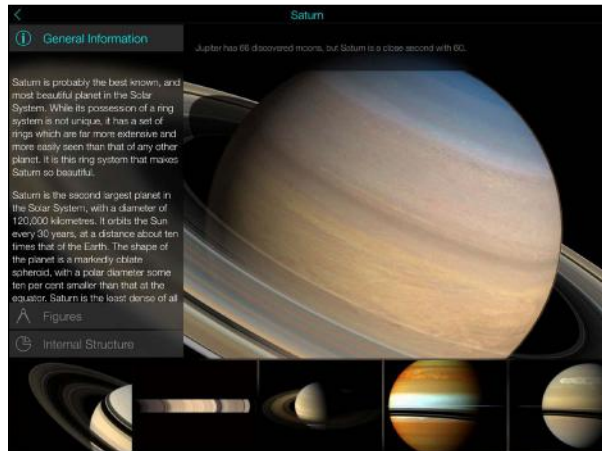 Saturn
General Information
Jupiter has 66 discovered moons, but Saturn is a close second with 60.
Saturn is probably the best known, and
most beautiful planet in the Solar
System. While its possession of a ring
system is not unique, it has a set of
rings which are far more extensive and
more easily seen than that of any other
planet. It is this ring system that makes
Saturn so beautiful.
Saturn is the second largest planet in
the Solar System, with a diameter of
120,000 kilometres. It orbits the Sun
every 30 years, at a distance about ten
times that of the Earth. The shape of
the planet is a markedly oblate
spheroid, with a polar diameter some
ten per cent smaller than that at the
equator. Saturn is the least dense of all
Figures
Internal Structure